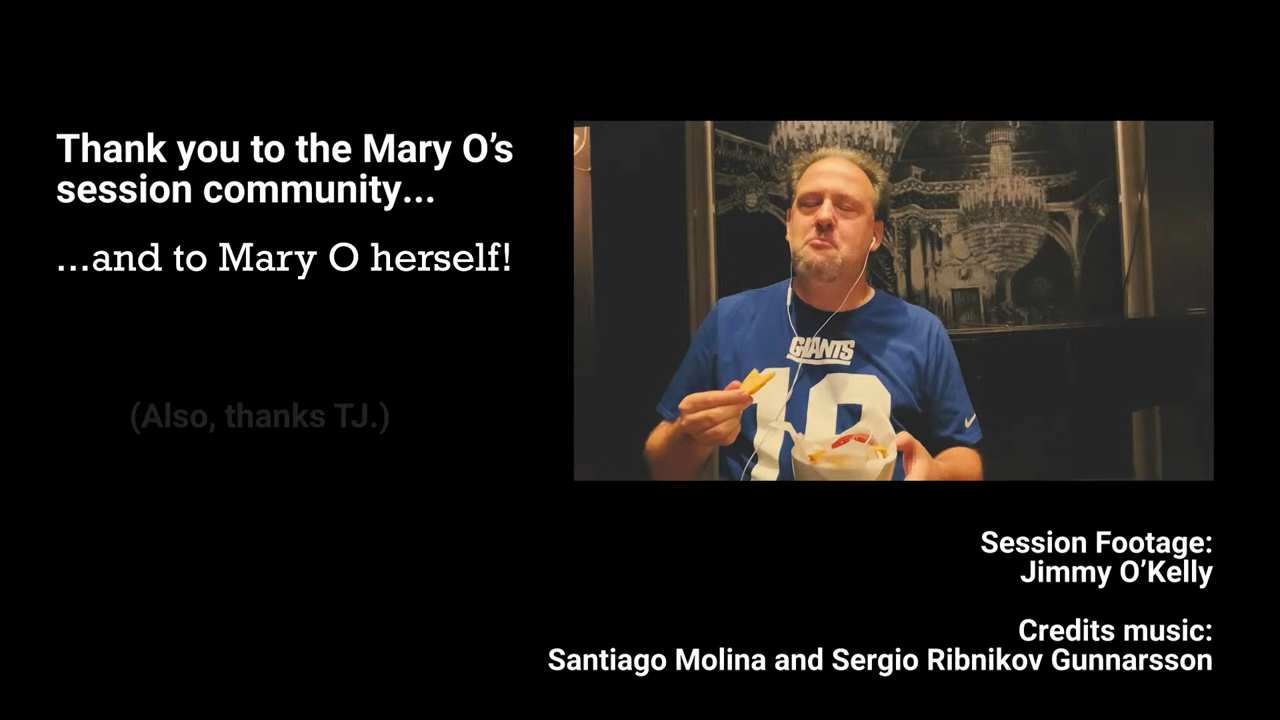 Thank you to the Mary O’s
session community...
...and to Mary O herself!
(Also, thanks TJ.)
GIANTS
10
Session Footage:
Jimmy O’Kelly
Credits music:
Santiago Molina and Sergio Ribnikov Gunnarsson